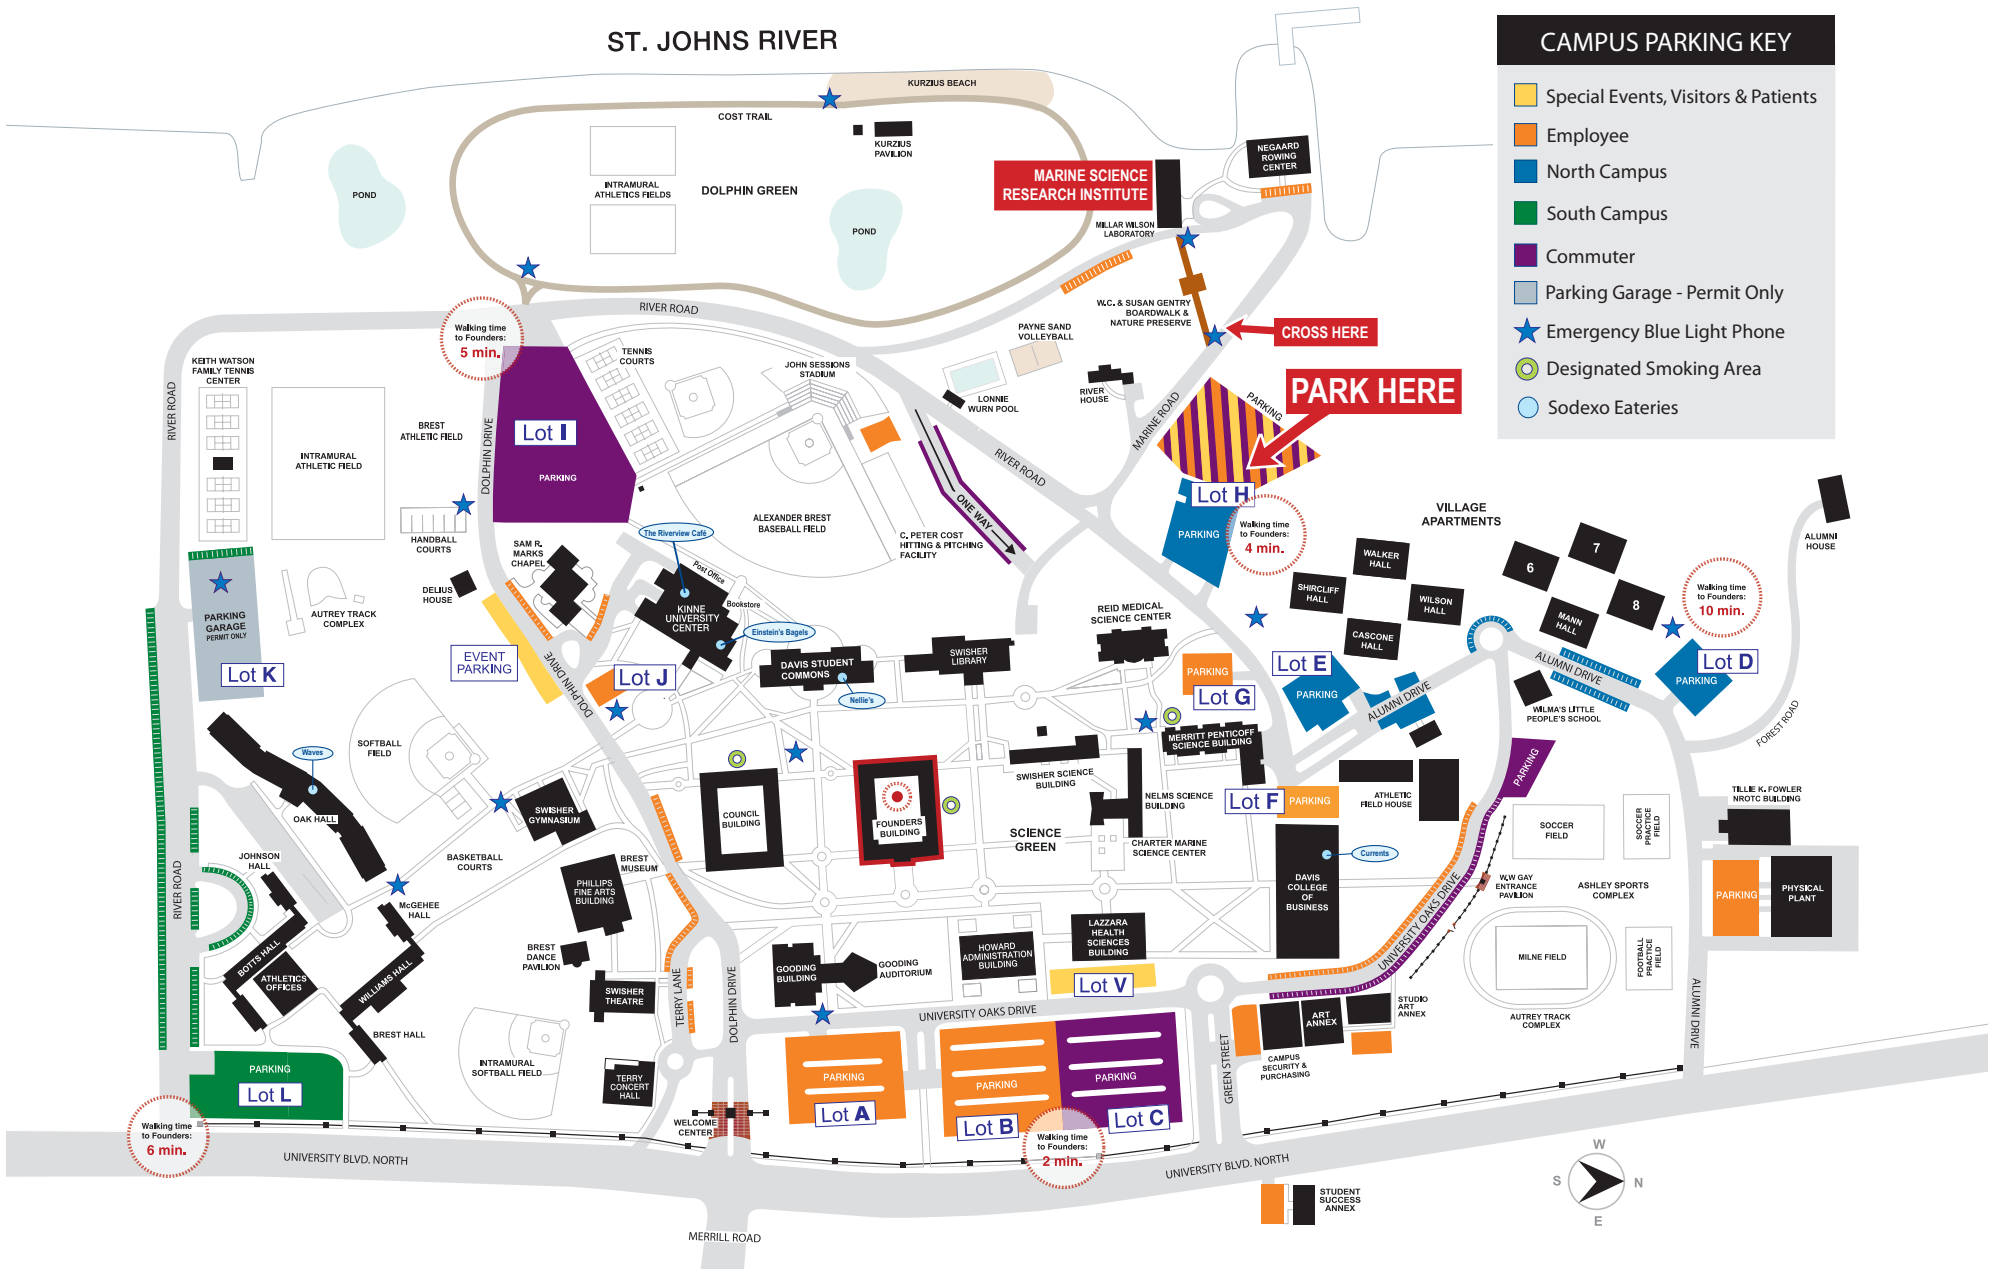 ST. JOHNS RIVER
CAMPUS PARKING KEY
Special Events, Visitors & Patients
Employee
North Campus
South Campus
Commuter
Parking Garage - Permit Only
Emergency Blue Light Phone
Designated Smoking Area
Sodexo Eateries
KURZIUS BEACH
COST TRAIL
KURZIUS
PAVILION
INTRAMURAL
ATHLETICS FIELDS
DOLPHIN GREEN
POND
POND
MARINE SCIENCE
RESEARCH INSTITUTE
NEGAARD
ROWING
CENTER
MILLAR WILSON
LABORATORY
W.C. & SUSAN GENTRY
BOARDWALK &
NATURE PRESERVE
CROSS HERE
PARK HERE
PARKING
RIVER ROAD
Walking time
to Founders:
5 min.
KEITH WATSON
FAMILY TENNIS
CENTER
RIVER ROAD
INTRAMURAL
ATHLETIC FIELD
BREST
ATHLETIC FIELD
DOLPHIN DRIVE
Lot I
PARKING
TENNIS
COURTS
JOHN SESSIONS
STADIUM
PAYNE SAND
VOLLEYBALL
LONNIE
WURN POOL
RIVER
HOUSE
MARINE ROAD
RIVER ROAD
ONE WAY
ALEXANDER BREST
BASEBALL FIELD
C. PETER COST
HITTING & PITCHING
FACILITY
HANDBALL
COURTS
SAM R.
MARKS
CHAPEL
DELIUS
HOUSE
The Riverview Café
Post Office
Bookstore
KINNE
UNIVERSITY
CENTER
Einstein's Bagels
Lot H
PARKING
Walking time
to Founders:
4 min.
VILLAGE
APARTMENTS
WALKER
HALL
SHIRCLIFF
HALL
WILSON
HALL
CASCONE
HALL
6
7
8
MANN
HALL
Walking time
to Founders:
10 min.
ALUMNI
HOUSE
PARKING
GARAGE
PERMIT ONLY
Lot K
AUTREY TRACK
COMPLEX
EVENT
PARKING
DOLPHIN DRIVE
DOLPHIN DRIVE
Lot J
DAVIS STUDENT
COMMONS
Nellie's
SWISHER
LIBRARY
REID MEDICAL
SCIENCE CENTER
PARKING
Lot G
Lot E
PARKING
ALUMNI DRIVE
ALUMNI DRIVE
WILMA'S LITTLE
PEOPLE'S SCHOOL
Lot D
PARKING
FOREST ROAD
Waves
OAK HALL
SOFTBALL
FIELD
SWISHER
GYMNASIUM
BASKETBALL
COURTS
COUNCIL
BUILDING
FOUNDERS
BUILDING
SWISHER SCIENCE
BUILDING
MERRITT PENTICOFF
SCIENCE BUILDING
NELMS SCIENCE
BUILDING
SCIENCE
GREEN
CHARTER MARINE
SCIENCE CENTER
Lot F
PARKING
ATHLETIC
FIELD HOUSE
PARKING
Currents
DAVIS
COLLEGE
OF
BUSINESS
SOCCER
FIELD
SOCCER
PRACTICE
FIELD
TILLIE K. FOWLER
NROTC BUILDING
W.W GAY
ENTRANCE
PAVILION
ASHLEY SPORTS
COMPLEX
PARKING
PHYSICAL
PLANT
UNIVERSITY OAKS DRIVE
MILNE FIELD
FOOTBALL
PRACTICE
FIELD
AUTREY TRACK
COMPLEX
ALUMNI DRIVE
RIVER ROAD
JOHNSON
HALL
McGEHEE
HALL
BOTTS HALL
ATHLETICS
OFFICES
WILLIAMS HALL
BREST HALL
BREST
MUSEUM
PHILLIPS
FINE ARTS
BUILDING
BREST
DANCE
PAVILION
SWISHER
THEATRE
TERRY LANE
DOLPHIN DRIVE
GOODING
BUILDING
GOODING
AUDITORIUM
HOWARD
ADMINISTRATION
BUILDING
LAZZARA
HEALTH
SCIENCES
BUILDING
Lot V
UNIVERSITY OAKS DRIVE
GREEN STREET
ART
ANNEX
STUDIO
ART
ANNEX
CAMPUS
SECURITY &
PURCHASING
PARKING
Lot L
Walking time
to Founders:
6 min.
INTRAMURAL
SOFTBALL FIELD
TERRY
CONCERT
HALL
WELCOME
CENTER
PARKING
Lot A
PARKING
Lot B
PARKING
Lot C
Walking time
to Founders:
2 min.
UNIVERSITY BLVD. NORTH
UNIVERSITY BLVD. NORTH
MERRILL ROAD
STUDENT
SUCCESS
ANNEX
W
S
N
E